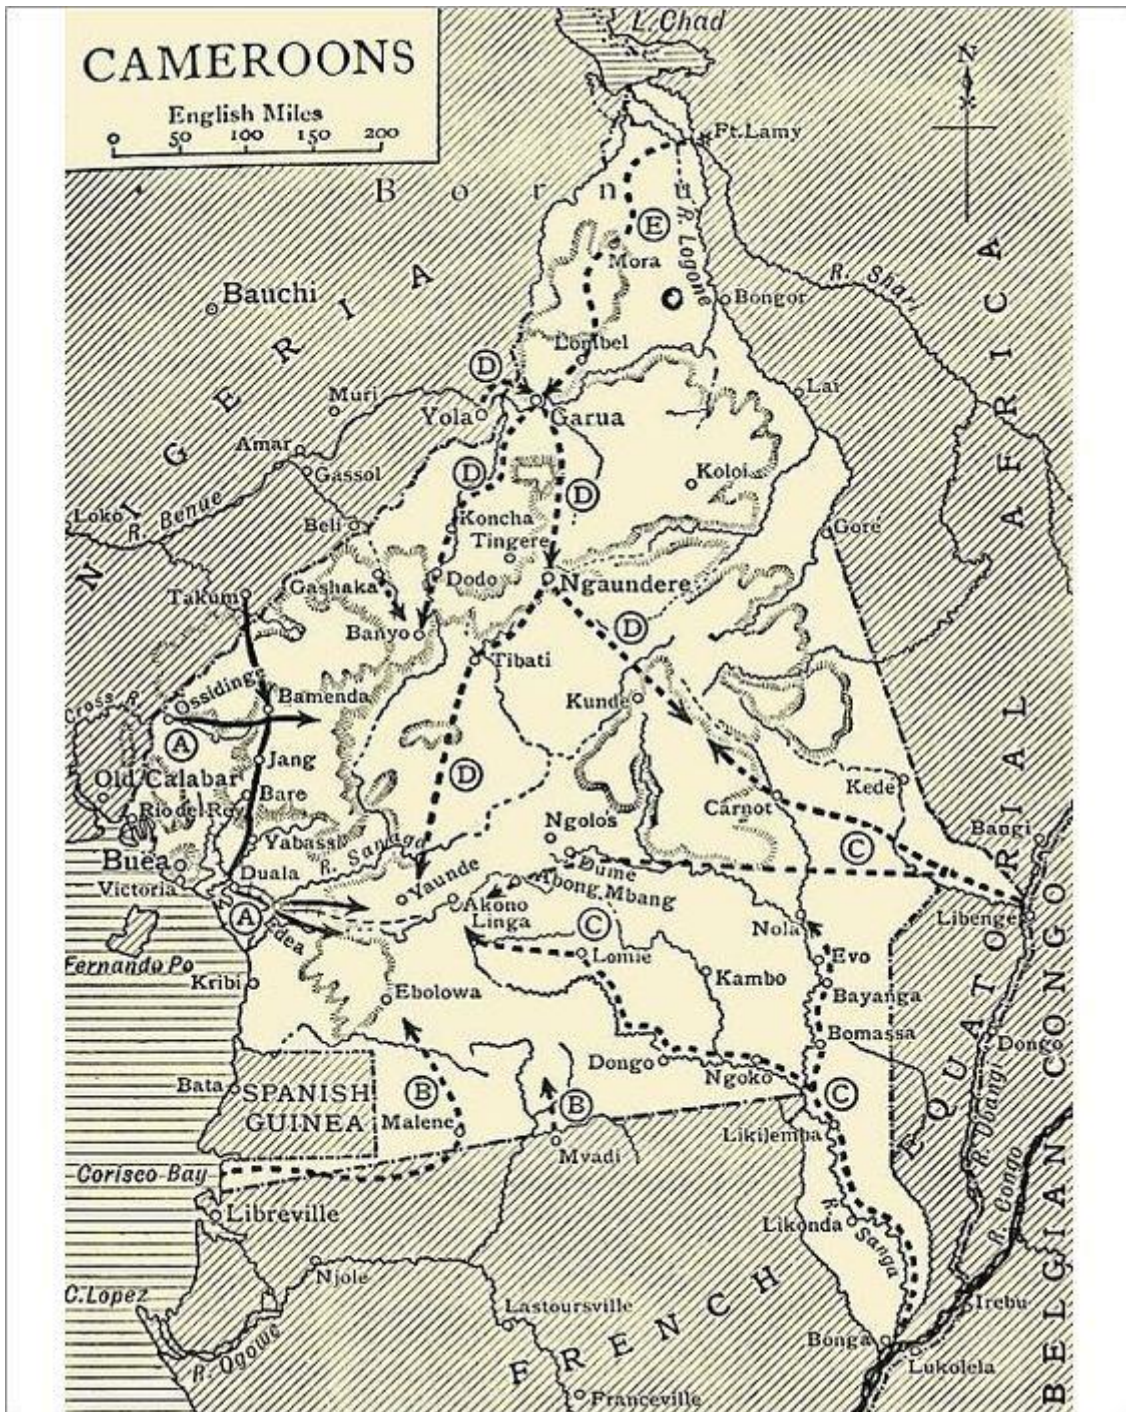 CAMEROONS
English Miles
0 50 100 150 200
L. Chad
N
Ft. Lamy
Bornu
E
R. Logone
Mora
R. Shari
Bauchi
Bongor
NIGERIA
Lombel
D
Muri
Lai
Yola
Garua
Amar
Gassol
D
D
Koloi
Loko
R. Benue
Beli
Koncha
Tingere
Gore
Gashaka
Dodo
Ngaundere
Takum
Banyo
D
Tibati
Cross R.
Ossidinge
Bamenda
Kunde
A
Jang
D
Old Calabar
Bare
Carnot
Kede
Rio del Rey
Ngolos
Bangi
Yabassi
R. Sanaga
Buea
Dume
C
Duala
Yaunde
Abong Mbang
Victoria
Akono
Linga
A
Edea
Nola
Libenge
C
Fernando Po
Lomie
Evo
Kribi
Kambo
Ebolowa
Bayanga
Bomassa
Dongo
Dongo
Ngoko
Bata
SPANISH
GUINEA
B
B
C
Malene
Likilemba
Mvadi
R. Ubangi
Corisco Bay
R. Congo
Libreville
Likonda
R. Sanga
Njole
C. Lopez
Irebu
Lastoursville
R. Ogowe
Bonga
Lukolela
Franceville
FRENCH
EQUATORIAL
AFRICA
BELGIAN CONGO